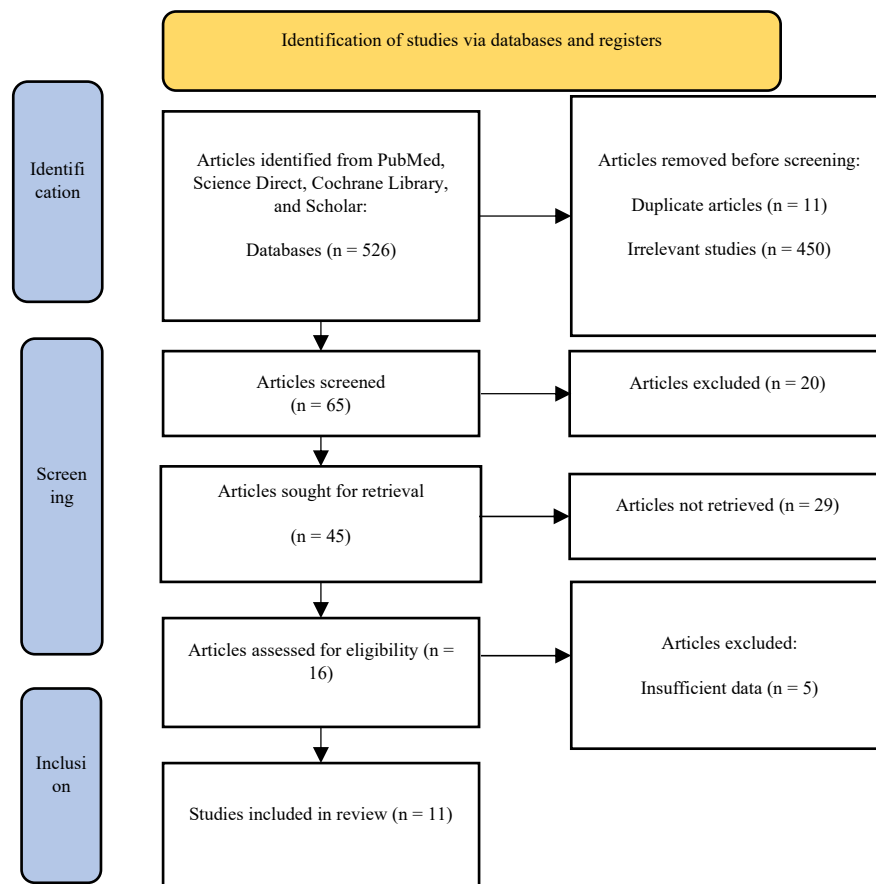 Identification of studies via databases and registers
Identifi
cation
Articles identified from PubMed,
Science Direct, Cochrane Library,
and Scholar:
Databases (n = 526)
Articles removed before screening:
Duplicate articles (n = 11)
Irrelevant studies (n = 450)
Screen
ing
Articles screened
(n = 65)
Articles excluded (n = 20)
Articles sought for retrieval
(n = 45)
Articles not retrieved (n = 29)
Articles assessed for eligibility (n =
16)
Articles excluded:
Insufficient data (n = 5)
Inclusi
on
Studies included in review (n = 11)